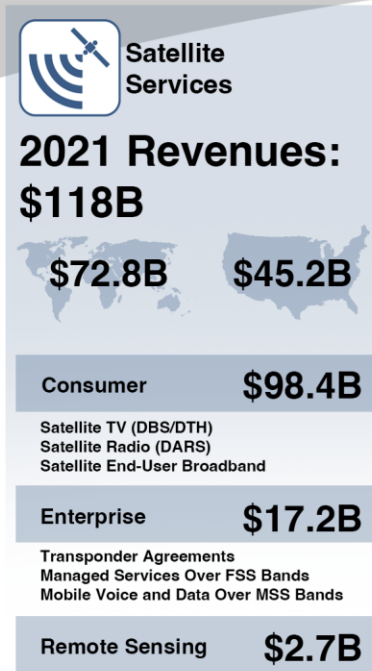 Satellite
Services
2021 Revenues:
$118B
$72.8B
$45.2B
Consumer
$98.4B
Satellite TV (DBS/DTH)
Satellite Radio (DARS)
Satellite End-User Broadband
Enterprise
$17.2B
Transponder Agreements
Managed Services Over FSS Bands
Mobile Voice and Data Over MSS Bands
Remote Sensing
$2.7B